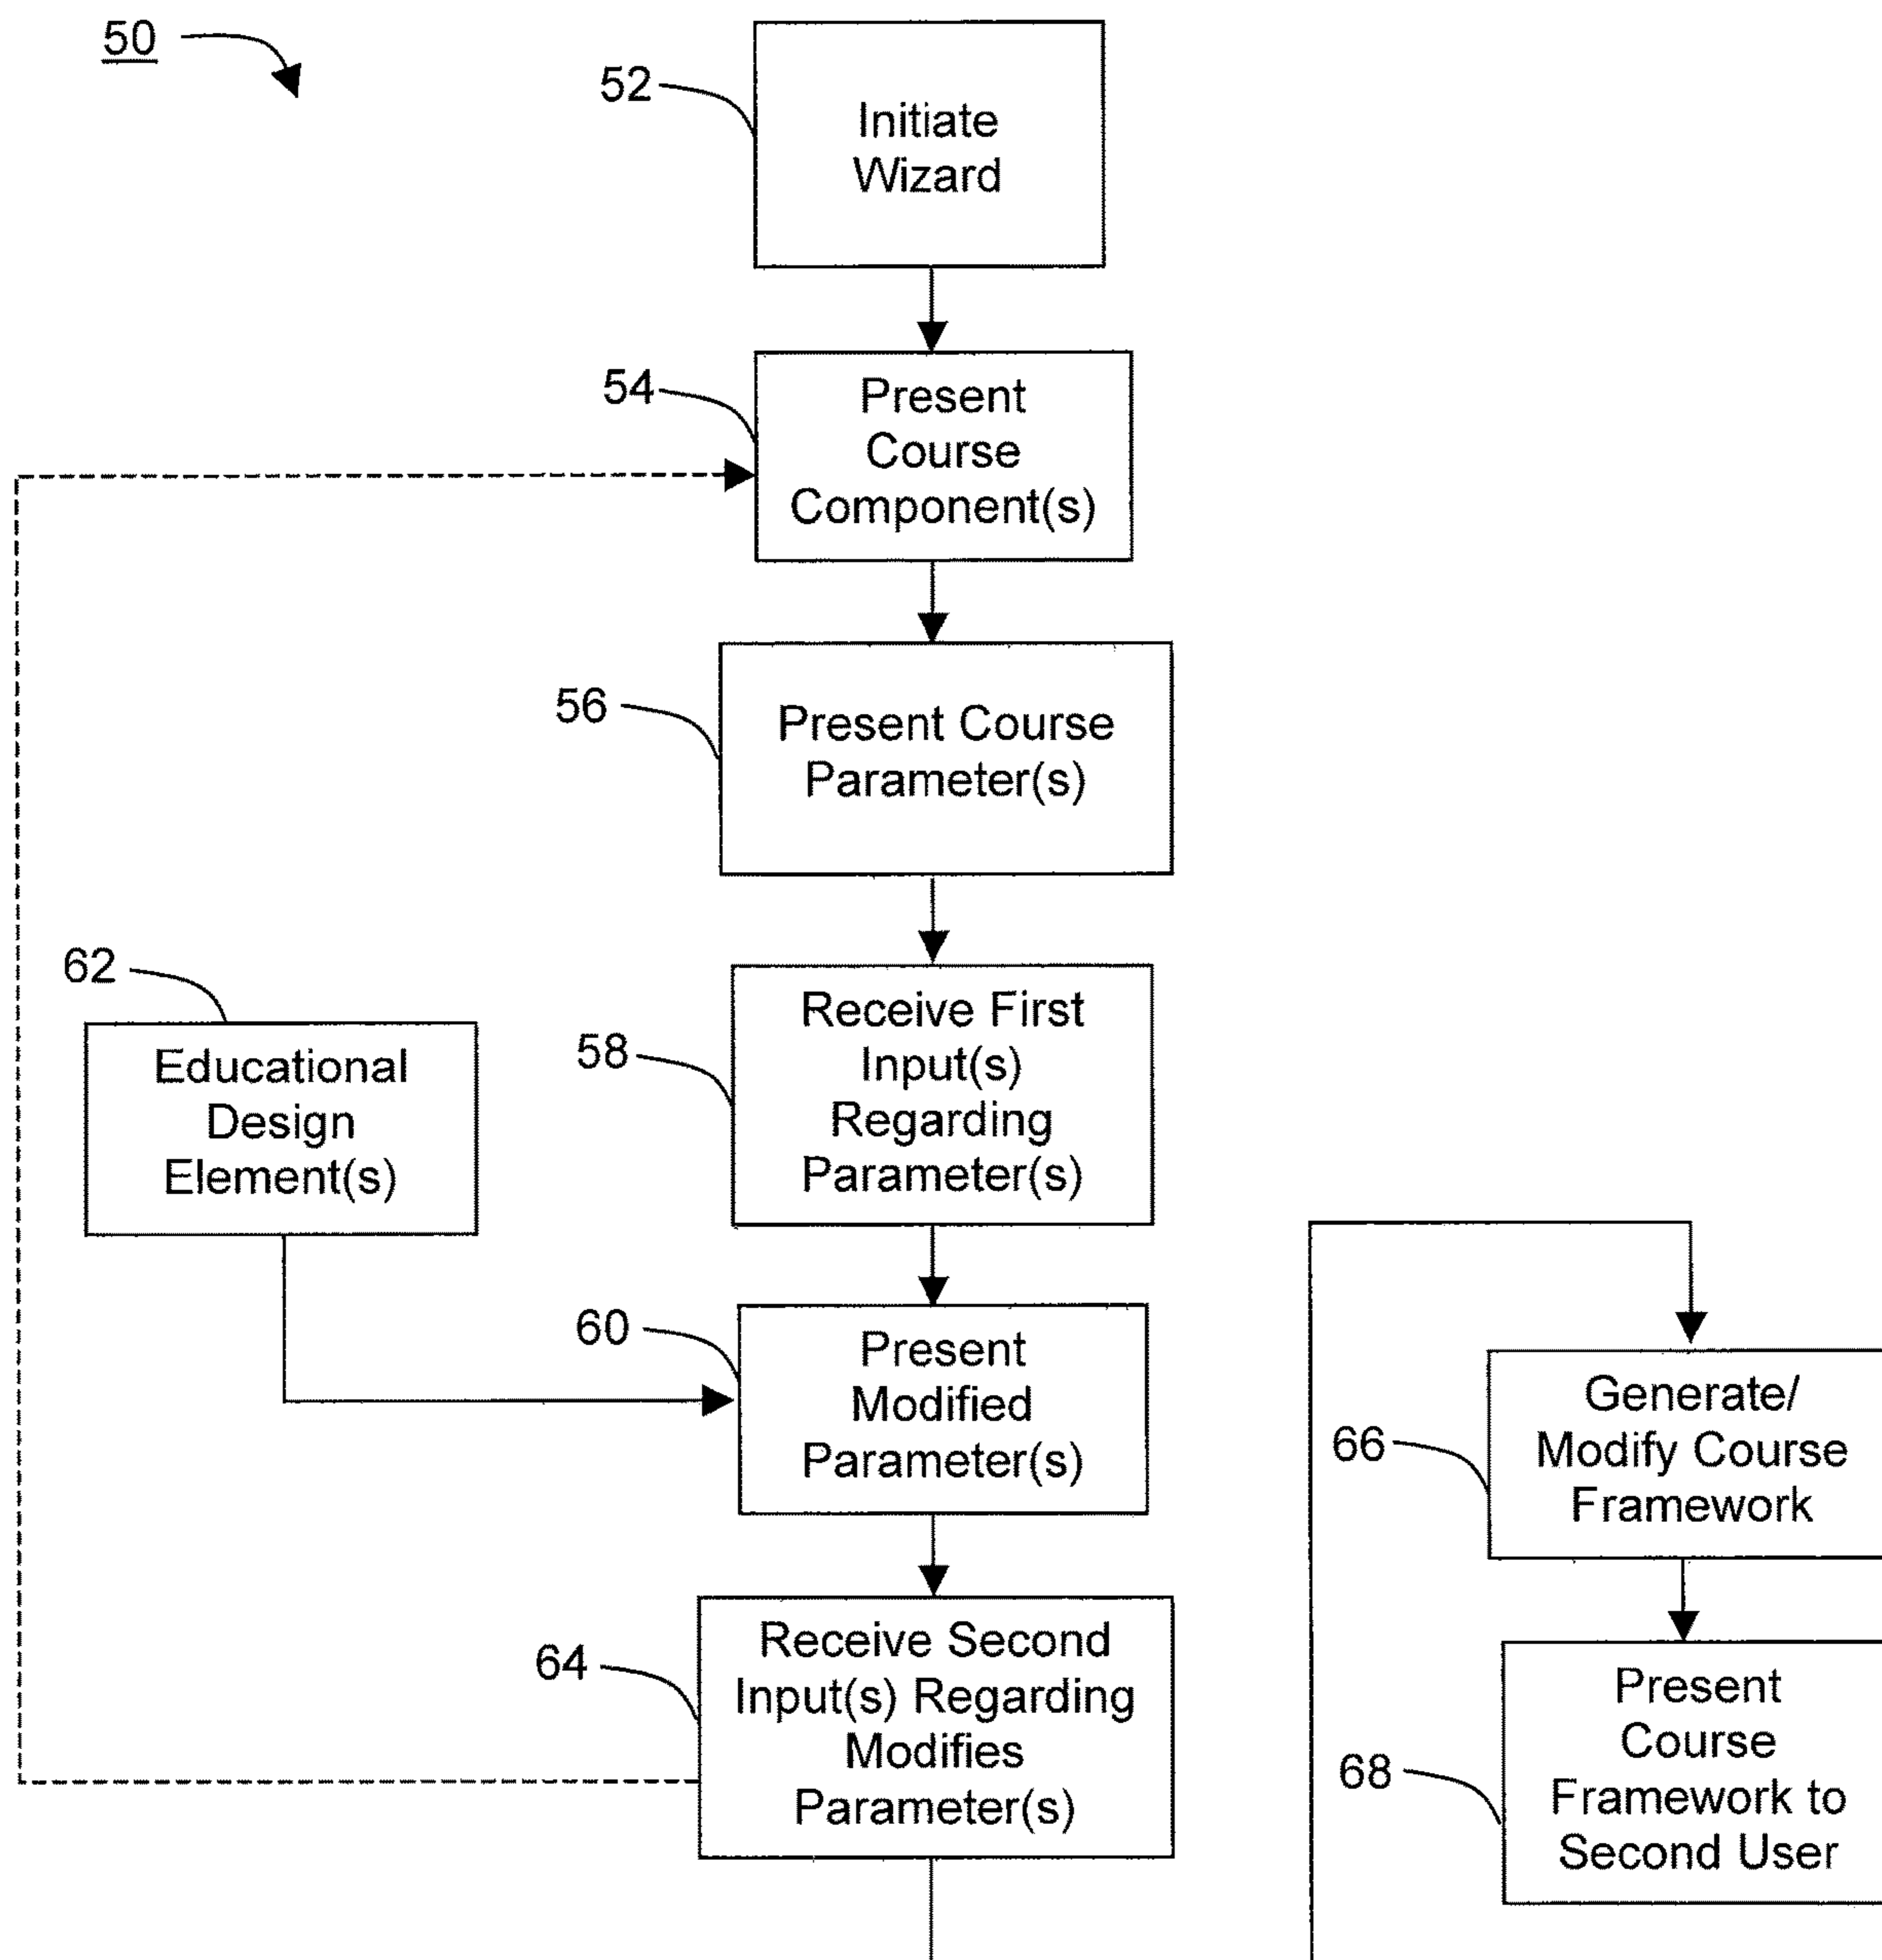 50
52
Initiate
Wizard
54
Present
Course
Component(s)
56
Present Course
Parameter(s)
58
Receive First
Input(s)
Regarding
Parameter(s)
62
Educational
Design
Element(s)
60
Present
Modified
Parameter(s)
64
Receive Second
Input(s) Regarding
Modifies
Parameter(s)
66
Generate/
Modify Course
Framework
68
Present
Course
Framework to
Second User